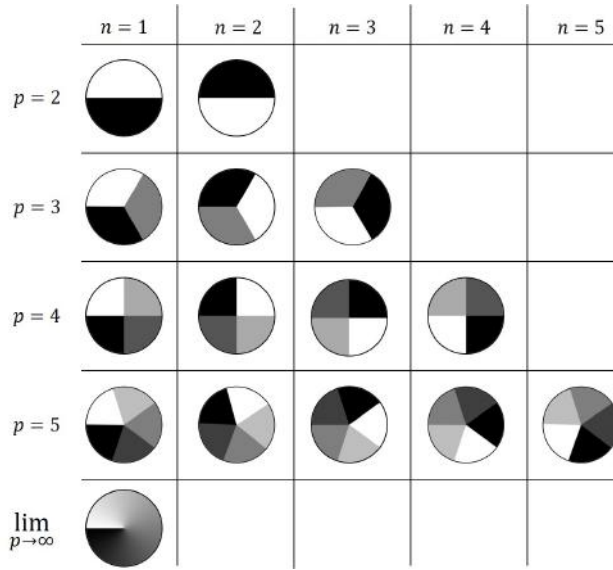 n = 1 n = 2 n = 3 n = 4 n = 5
p = 2
p = 3
p = 4
p = 5
lim
p→∞